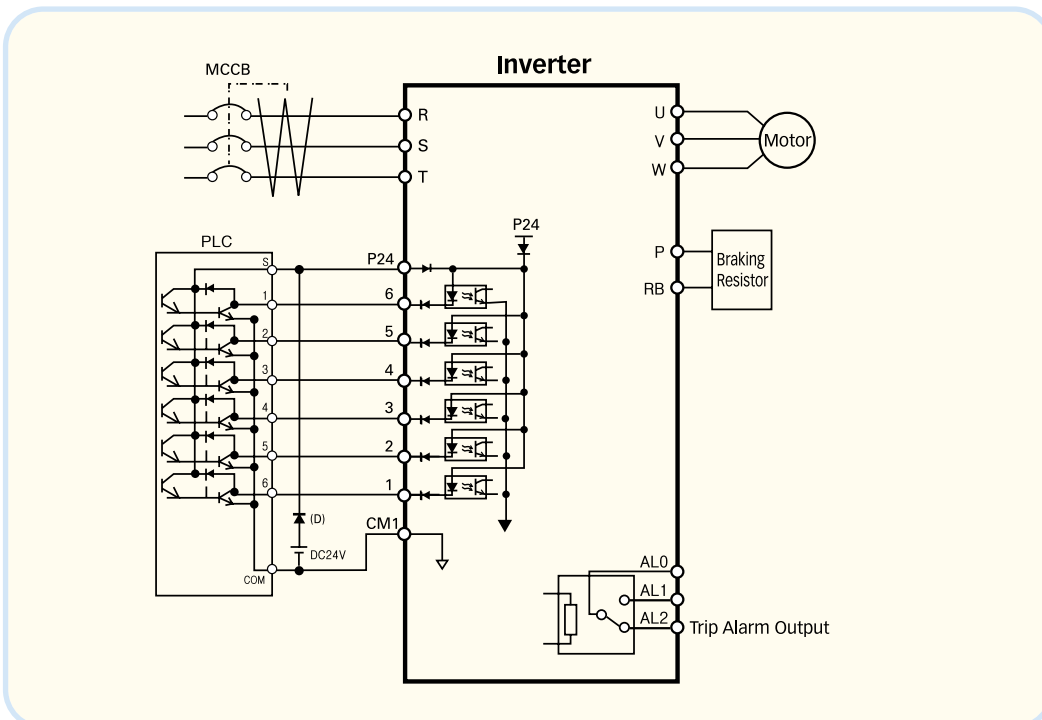 Inverter
MCCB
R
S
T
U
V
W
Motor
P24
PLC
S
P24
P
RB
Braking
Resistor
1
6
2
5
3
4
4
3
5
2
6
1
(D)
CM1
DC24V
COM
AL0
AL1
AL2
Trip Alarm Output